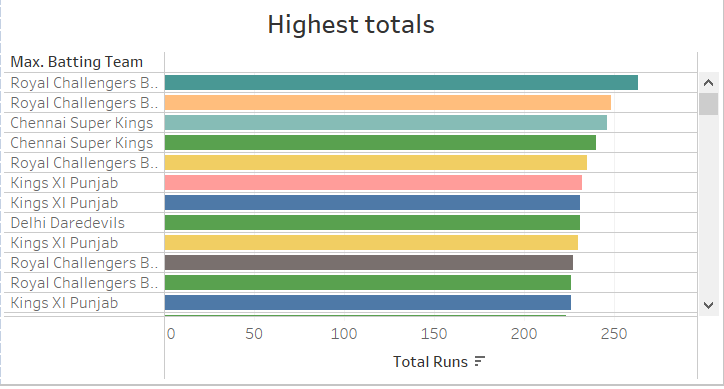 Highest totals
Max. Batting Team
Royal Challengers B..
Royal Challengers B..
Chennai Super Kings
Chennai Super Kings
Royal Challengers B..
Kings XI Punjab
Kings XI Punjab
Delhi Daredevils
Kings XI Punjab
Royal Challengers B..
Royal Challengers B..
Kings XI Punjab
0 50 100 150 200 250
Total Runs